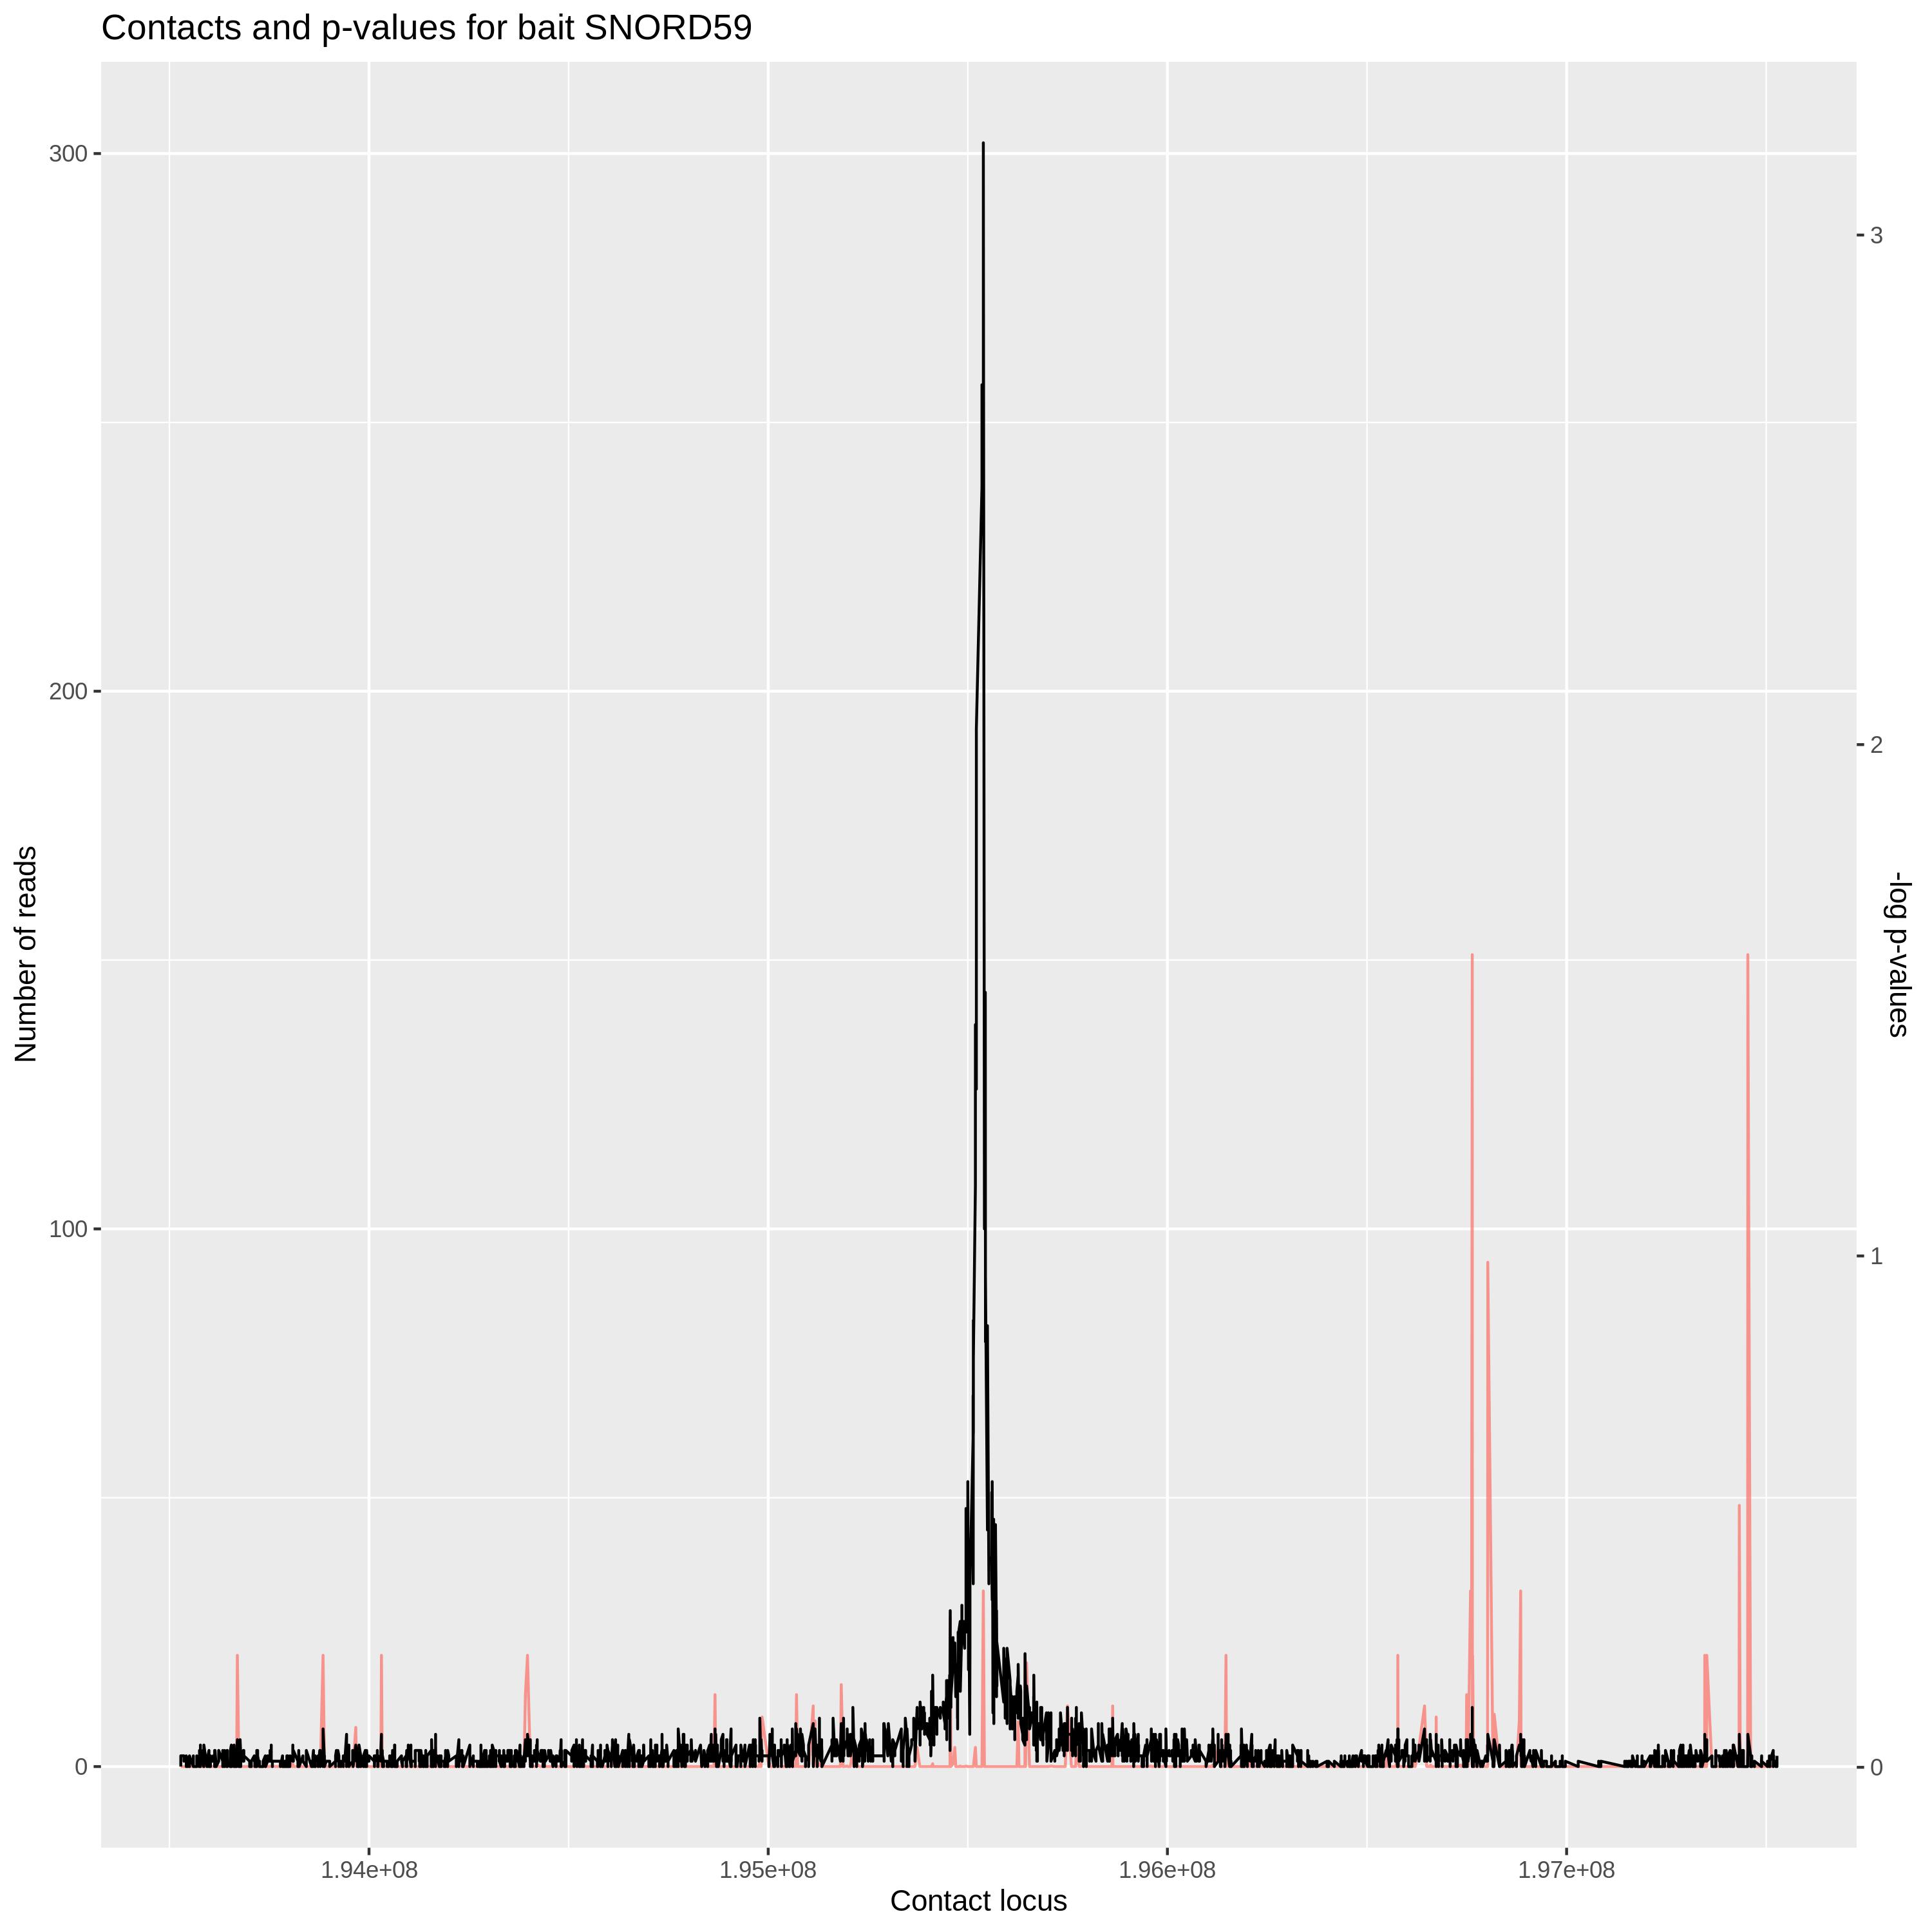 Contacts and p-values for bait SNORD59
300
200
100
0
Number of reads
3
2
1
0
-log p-values
1.94e+08
1.95e+08
1.96e+08
1.97e+08
Contact locus